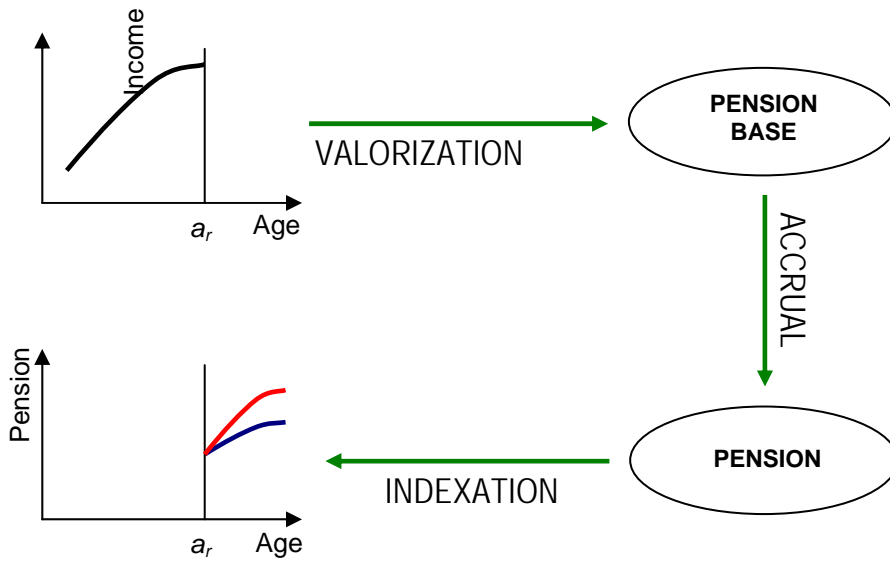 Income
PENSION
BASE
VALORIZATION
a_r
Age
ACCRUAL
Pension
PENSION
INDEXATION
a_r
Age